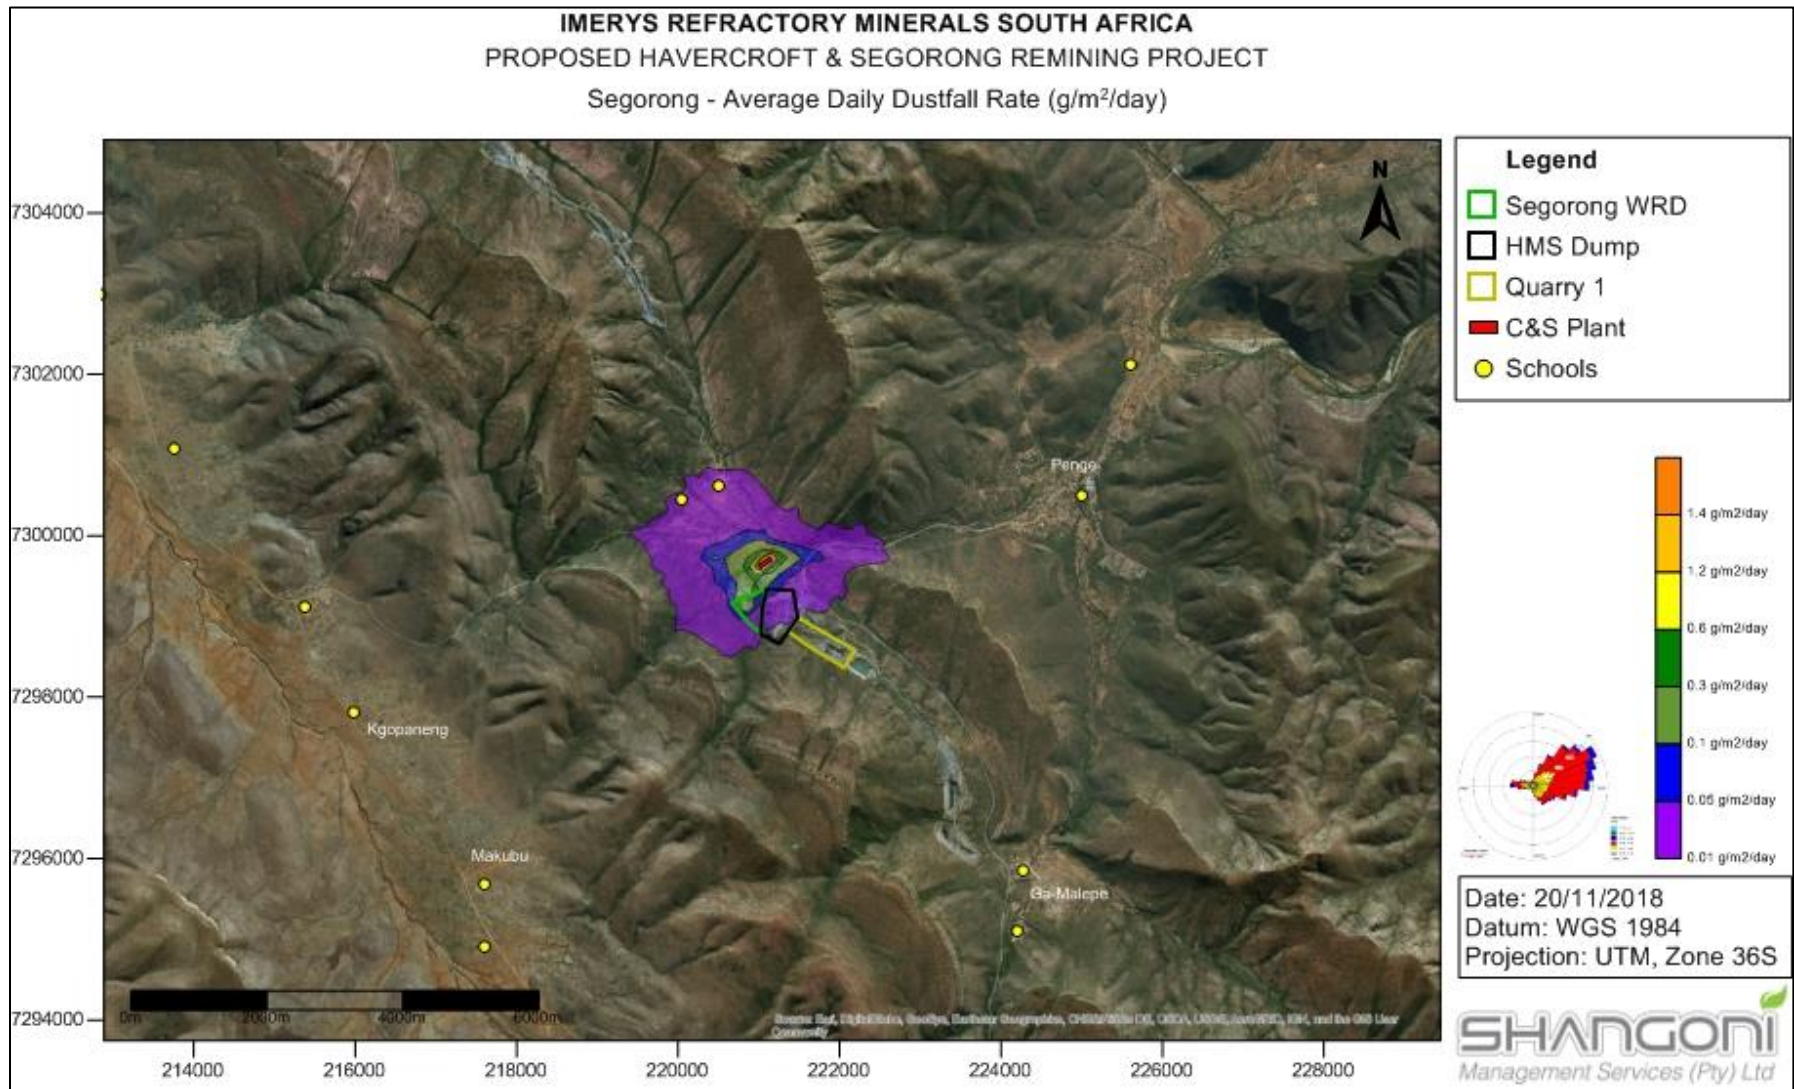 IMERYS REFRACTORY MINERALS SOUTH AFRICA
PROPOSED HAVERCROFT & SEGORONG REMINING PROJECT
Segorong - Average Daily Dustfall Rate (g/m²/day)
Legend
Segorong WRD
HMS Dump
Quarry 1
C&S Plant
Schools
N
7304000
7302000
7300000
7298000
7296000
7294000
Penge
Kgopaneng
Makubu
Ga-Malepe
0m 2000m 4000m 6000m
214000 216000 218000 220000 222000 224000 226000 228000
1.4 g/m2/day
1.2 g/m2/day
0.6 g/m2/day
0.3 g/m2/day
0.1 g/m2/day
0.05 g/m2/day
0.01 g/m2/day
Date: 20/11/2018
Datum: WGS 1984
Projection: UTM, Zone 36S
SHANGONI
Management Services (Pty) Ltd